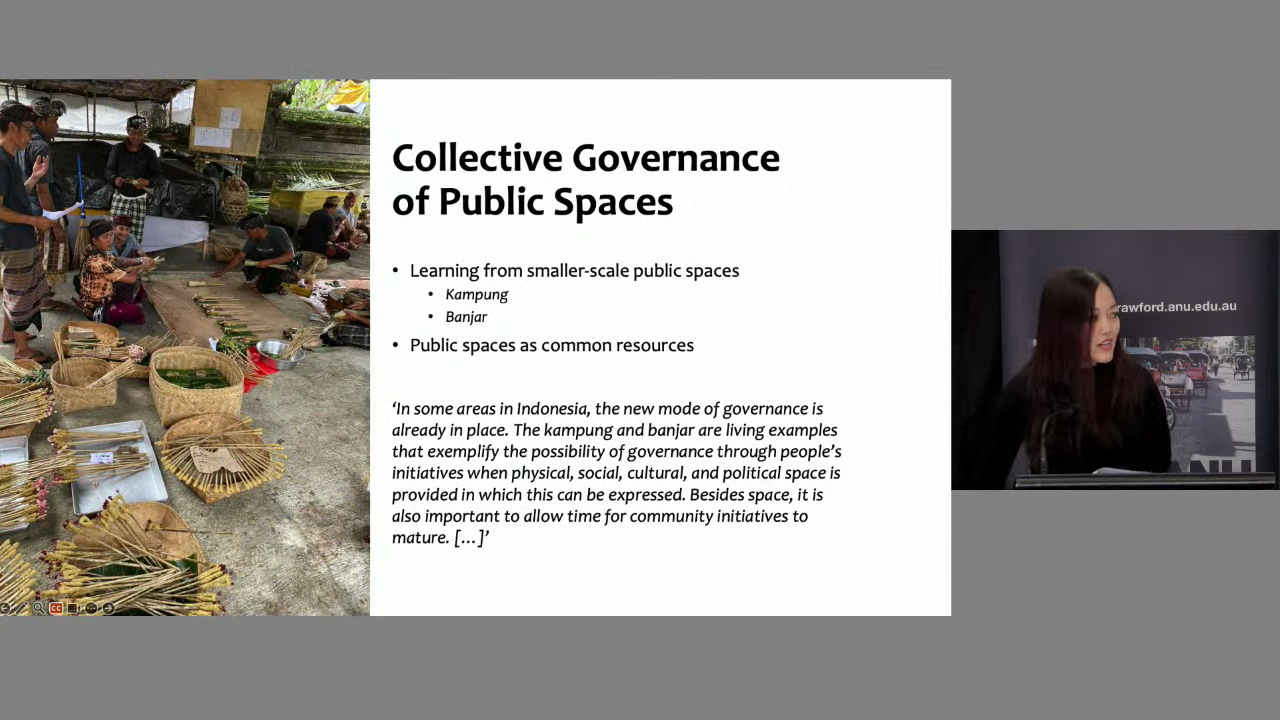 Collective Governance
of Public Spaces
• Learning from smaller-scale public spaces
• Kampung
• Banjar
• Public spaces as common resources
‘In some areas in Indonesia, the new mode of governance is
already in place. The kampung and banjar are living examples
that exemplify the possibility of governance through people’s
initiatives when physical, social, cultural, and political space is
provided in which this can be expressed. Besides space, it is
also important to allow time for community initiatives to
mature. […]’
rawford.anu.edu.au
NU
CC